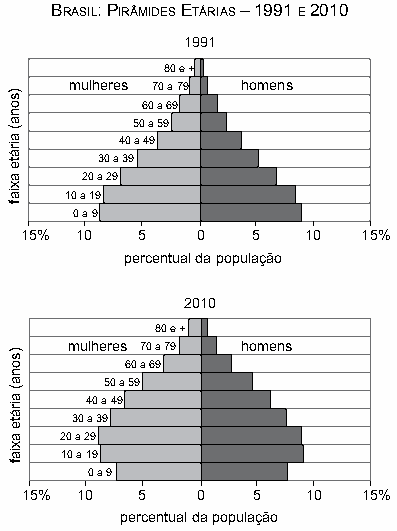 BRASIL: PIRÂMIDES ETÁRIAS – 1991 E 2010
1991
mulheres
homens
faixa etária (anos)
80 e +
70 a 79
60 a 69
50 a 59
40 a 49
30 a 39
20 a 29
10 a 19
0 a 9
15% 10 5 0 5 10 15%
percentual da população
2010
mulheres
homens
faixa etária (anos)
80 e +
70 a 79
60 a 69
50 a 59
40 a 49
30 a 39
20 a 29
10 a 19
0 a 9
15% 10 5 0 5 10 15%
percentual da população